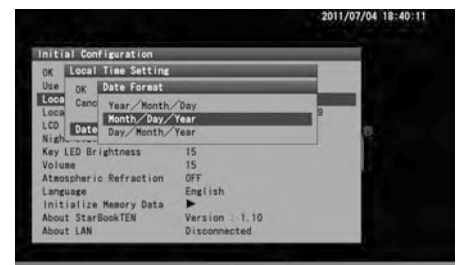 2011/07/04 18:40:11
Initial Configuration
OK Local Time Setting
Use OK Date Format
Loca Canc Year/Month/Day
Loca Month/Day/Year 9
LCD Date Day/Month/Year
Nigh
Key LED Brightness 15
Volume 15
Atmospheric Refraction OFF
Language English
Initialize Memory Data ▶
About StarBookTEN Version : 1.10
About LAN Disconnected